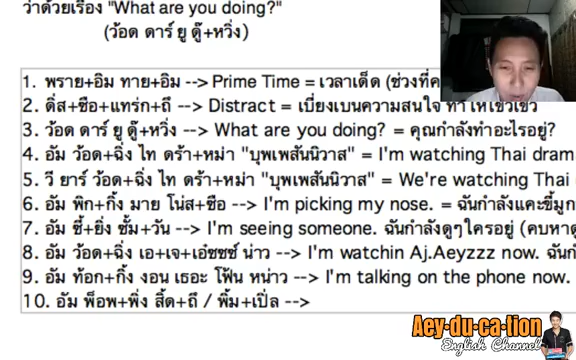 ว่าด้วยเรื่อง "What are you doing?"
(ว้อด ดาร์ ยู ดู๊+หวิ่ง)
1. พราย+อิม ทาย+อิม --> Prime Time = เวลาเด็ด (ช่วงที่ค
2. ดิ๊ส+ซือ+แทร่ก+ถึ --> Distract = เบี่ยงเบนความสนใจ ทำให้เขว
3. ว้อด ดาร์ ยู ดู๊+หวิ่ง --> What are you doing? = คุณกำลังทำอะไรอยู่?
4. อัม ว้อด+ฉิ่ง ไท ดร้า+หม่า "บุพเพสันนิวาส" = I'm watching Thai dram
5. วี ยาร์ ว้อด+ฉิ่ง ไท ดร้า+หม่า "บุพเพสันนิวาส" = We're watching Thai
6. อัม พิก+กิ้ง มาย โน่ส+ซือ --> I'm picking my nose. = ฉันกำลังแคะขี้มูก
7. อัม ซี้+ยิ่ง ซั้ม+วัน --> I'm seeing someone. ฉันกำลังดูๆใครอยู่ (คบหาดู
8. อัม ว้อด+ฉิ่ง เอ+เจ+เอ๋ซซซ์ น่าว --> I'm watchin Aj.Aeyzzz now. ฉันกำ
9. อัม ท้อก+กิ้ง งอน เธอะ โฟ้น หน่าว --> I'm talking on the phone now.
10. อัม พ็อพ+พิ่ง สี้ด+ถึ / พิ้ม+เปิ่ล -->
Aey·du·ca·tion
English Channel